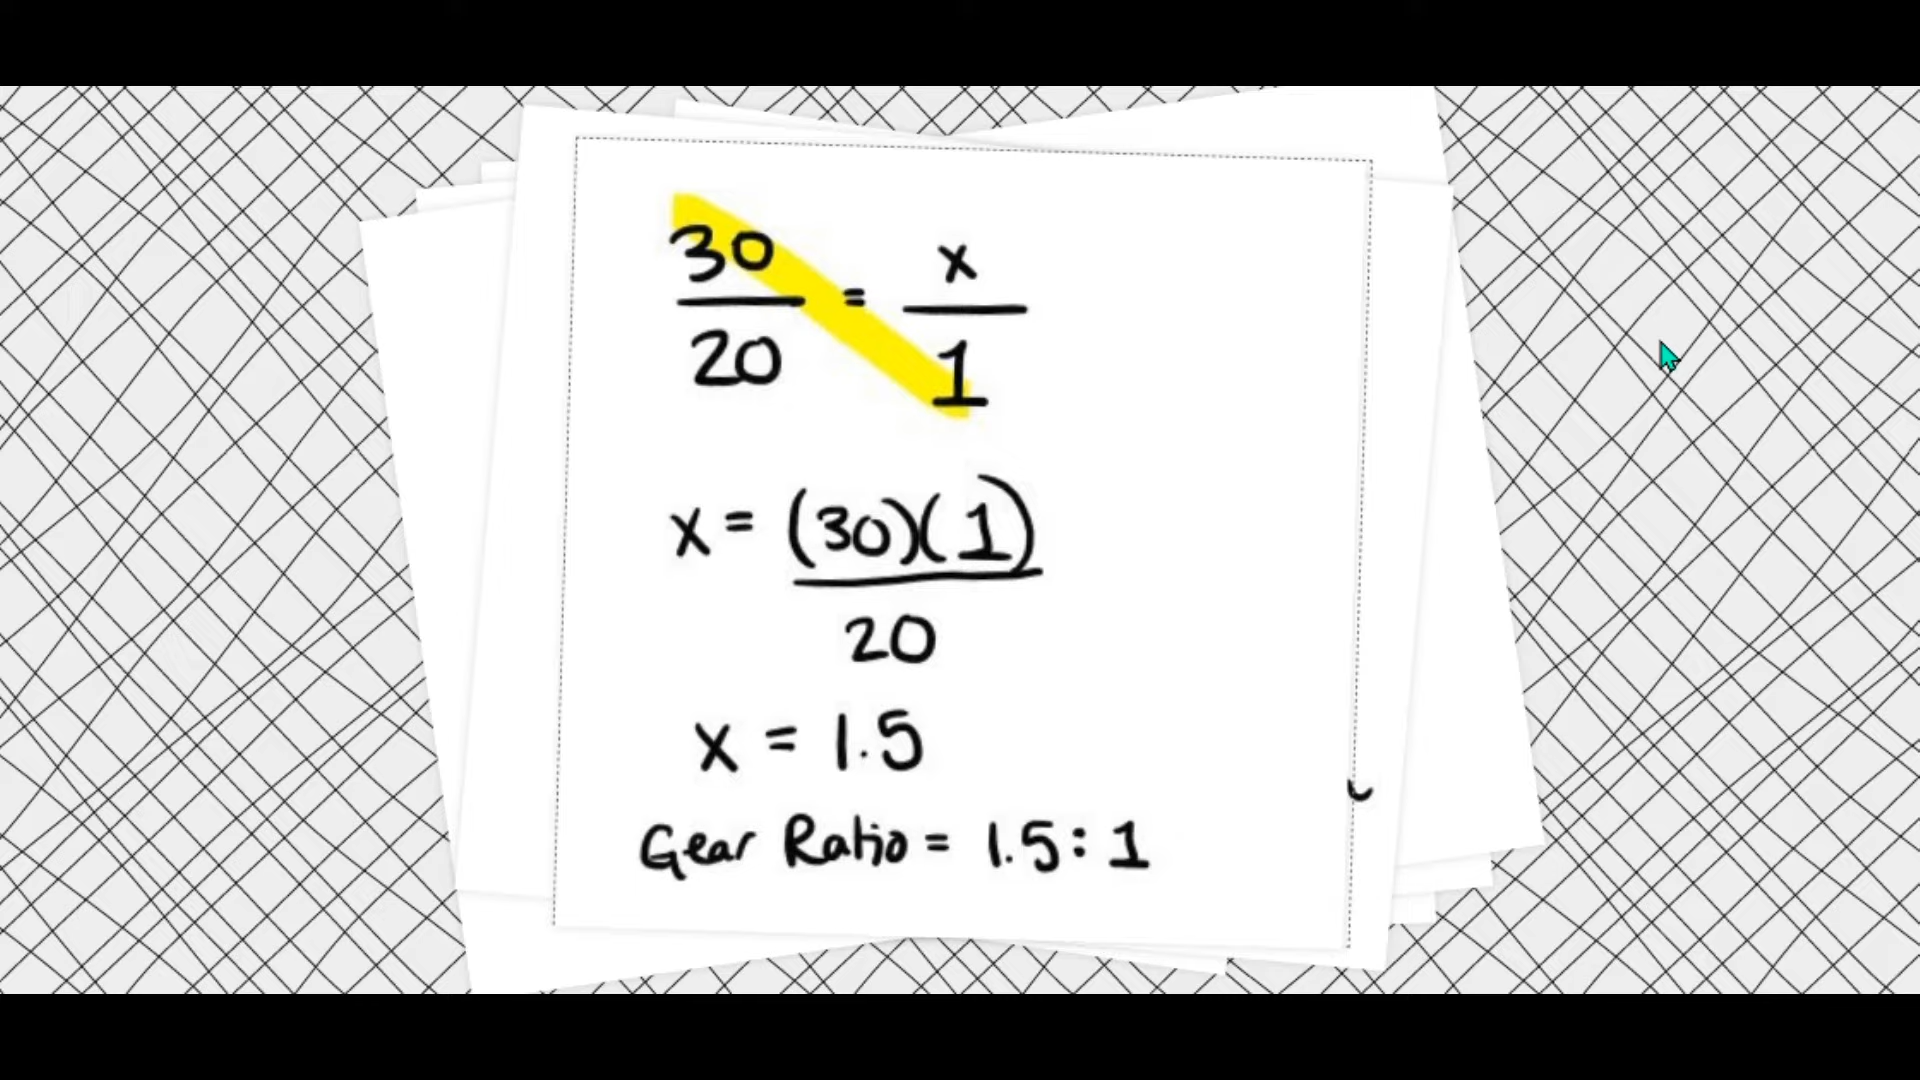 30/20 = x/1
x = (30)(1)/20
x = 1.5
Gear Ratio = 1.5 : 1